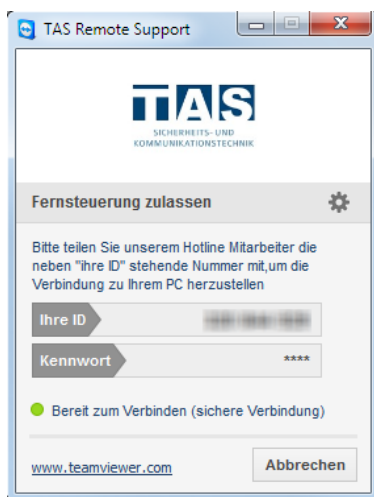 TAS Remote Support
TAS
SICHERHEITS- UND
KOMMUNIKATIONSTECHNIK
Fernsteuerung zulassen
Bitte teilen Sie unserem Hotline Mitarbeiter die
neben "ihre ID" stehende Nummer mit,um die
Verbindung zu Ihrem PC herzustellen
Ihre ID
Kennwort ****
Bereit zum Verbinden (sichere Verbindung)
www.teamviewer.com Abbrechen